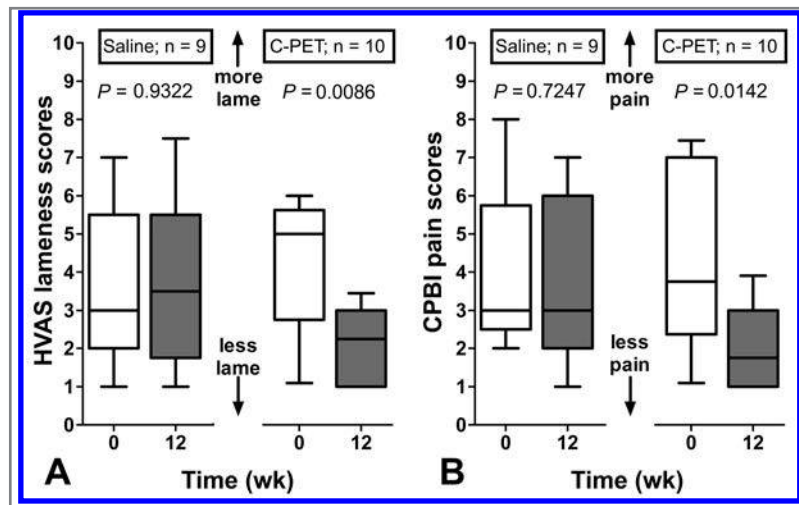 Saline; n = 9
C-PET; n = 10
more
lame
P = 0.9322
P = 0.0086
HVAS lameness scores
10
9
8
7
6
5
4
3
2
1
0
less
lame
0
12
0
12
A
Time (wk)
Saline; n = 9
C-PET; n = 10
more
pain
P = 0.7247
P = 0.0142
CPBI pain scores
10
9
8
7
6
5
4
3
2
1
0
less
pain
0
12
0
12
B
Time (wk)